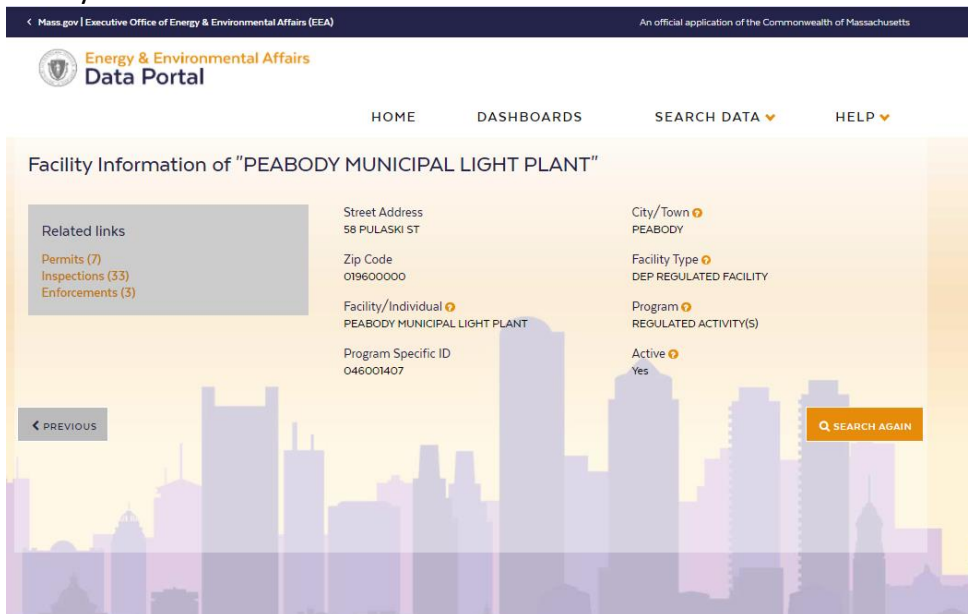 Mass.gov | Executive Office of Energy & Environmental Affairs (EEA)
An official application of the Commonwealth of Massachusetts
Energy & Environmental Affairs
Data Portal
HOME
DASHBOARDS
SEARCH DATA
HELP
Facility Information of "PEABODY MUNICIPAL LIGHT PLANT"
Related links
Permits (7)
Inspections (33)
Enforcements (3)
Street Address
58 PULASKI ST
City/Town
PEABODY
Zip Code
019600000
Facility Type
DEP REGULATED FACILITY
Facility/Individual
PEABODY MUNICIPAL LIGHT PLANT
Program
REGULATED ACTIVITY(S)
Program Specific ID
046001407
Active
Yes
PREVIOUS
SEARCH AGAIN